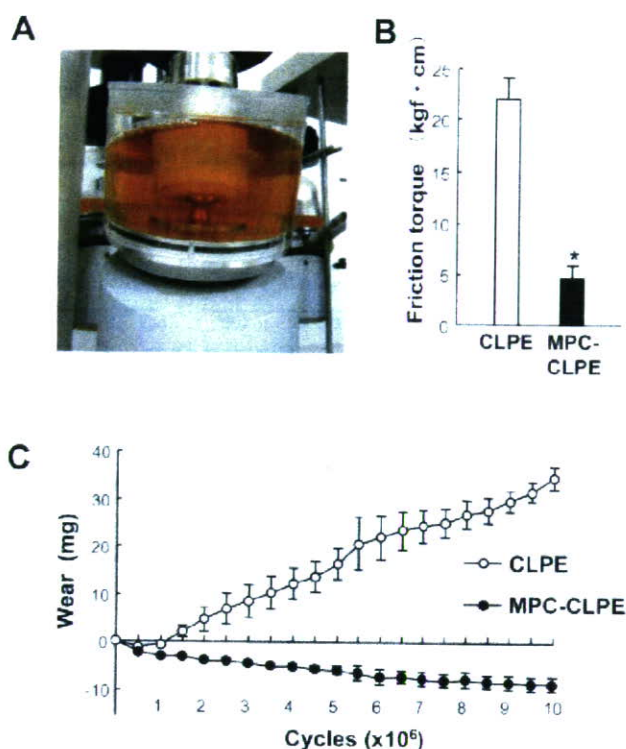 A
B
Friction torque (kgf・cm)
25
20
15
10
5
0
*
CLPE
MPC-
CLPE
C
Wear (mg)
40
30
20
10
0
-10
1 2 3 4 5 6 7 8 9 10
Cycles (x10⁶)
CLPE
MPC-CLPE